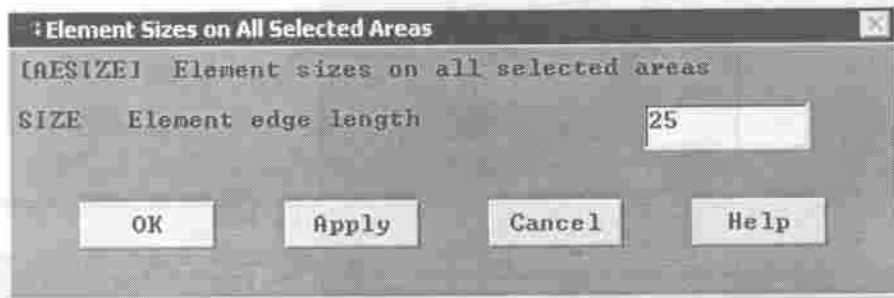 Element Sizes on All Selected Areas
[AESIZE] Element sizes on all selected areas
SIZE Element edge length 25
OK Apply Cancel Help